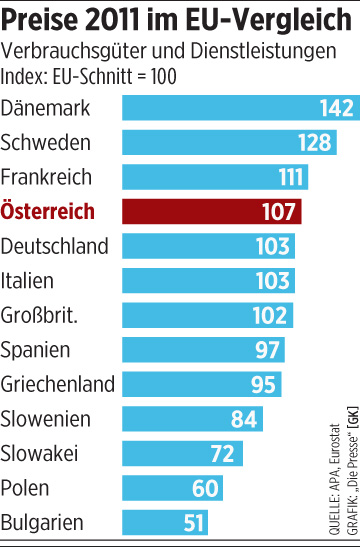 Preise 2011 im EU-Vergleich
Verbrauchsgüter und Dienstleistungen
Index: EU-Schnitt = 100
Dänemark 142
Schweden 128
Frankreich 111
Österreich 107
Deutschland 103
Italien 103
Großbrit. 102
Spanien 97
Griechenland 95
Slowenien 84
Slowakei 72
Polen 60
Bulgarien 51
QUELLE: APA, Eurostat
GRAFIK: „Die Presse“ [GK]